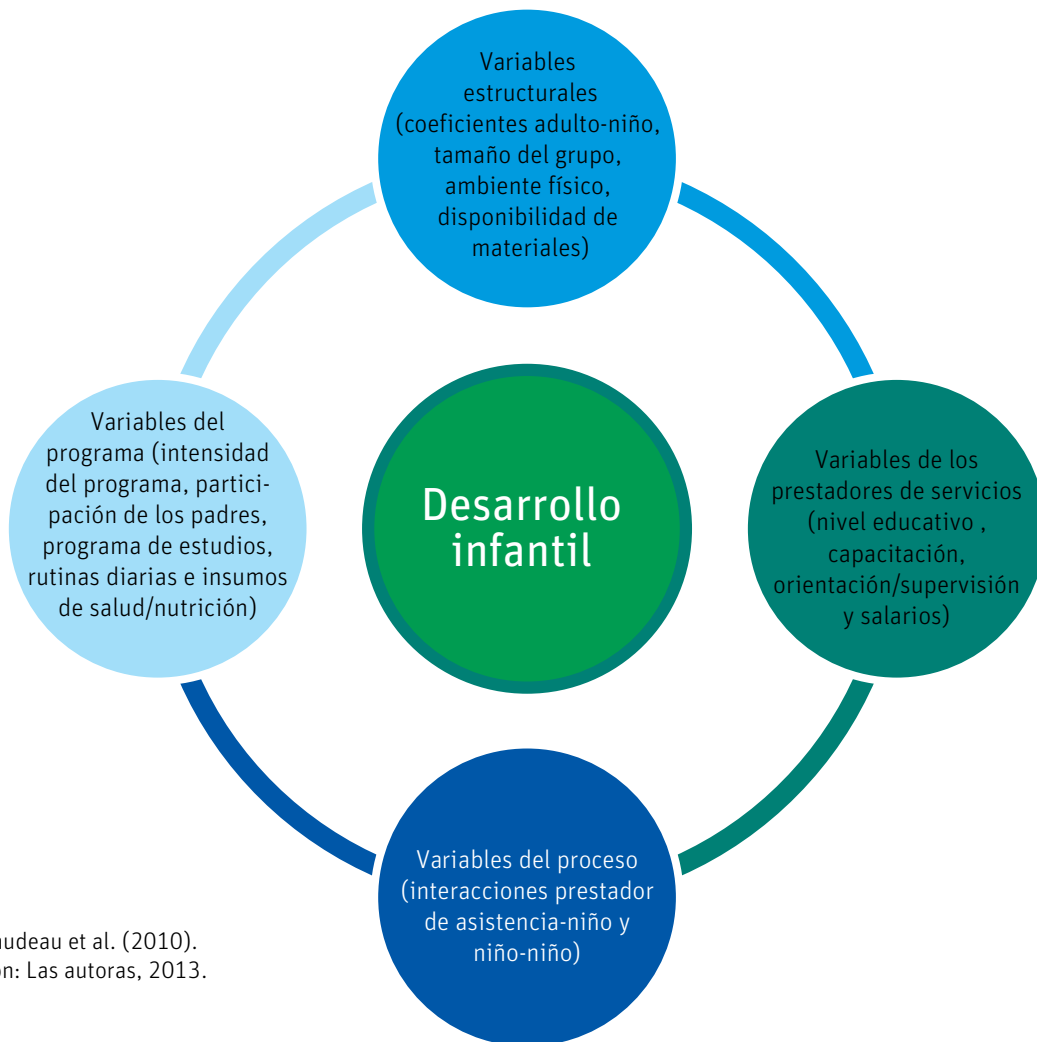 Variables
estructurales
(coeficientes adulto-niño,
tamaño del grupo,
ambiente físico,
disponibilidad de
materiales)
Variables del
programa (intensidad
del programa, partici-
pación de los padres,
programa de estudios,
rutinas diarias e insumos
de salud/nutrición)
Desarrollo
infantil
Variables de los
prestadores de servicios
(nivel educativo ,
capacitación,
orientación/supervisión
y salarios)
Variables del proceso
(interacciones prestador
de asistencia-niño y
niño-niño)
et al. (2010).
Las autoras, 2013.